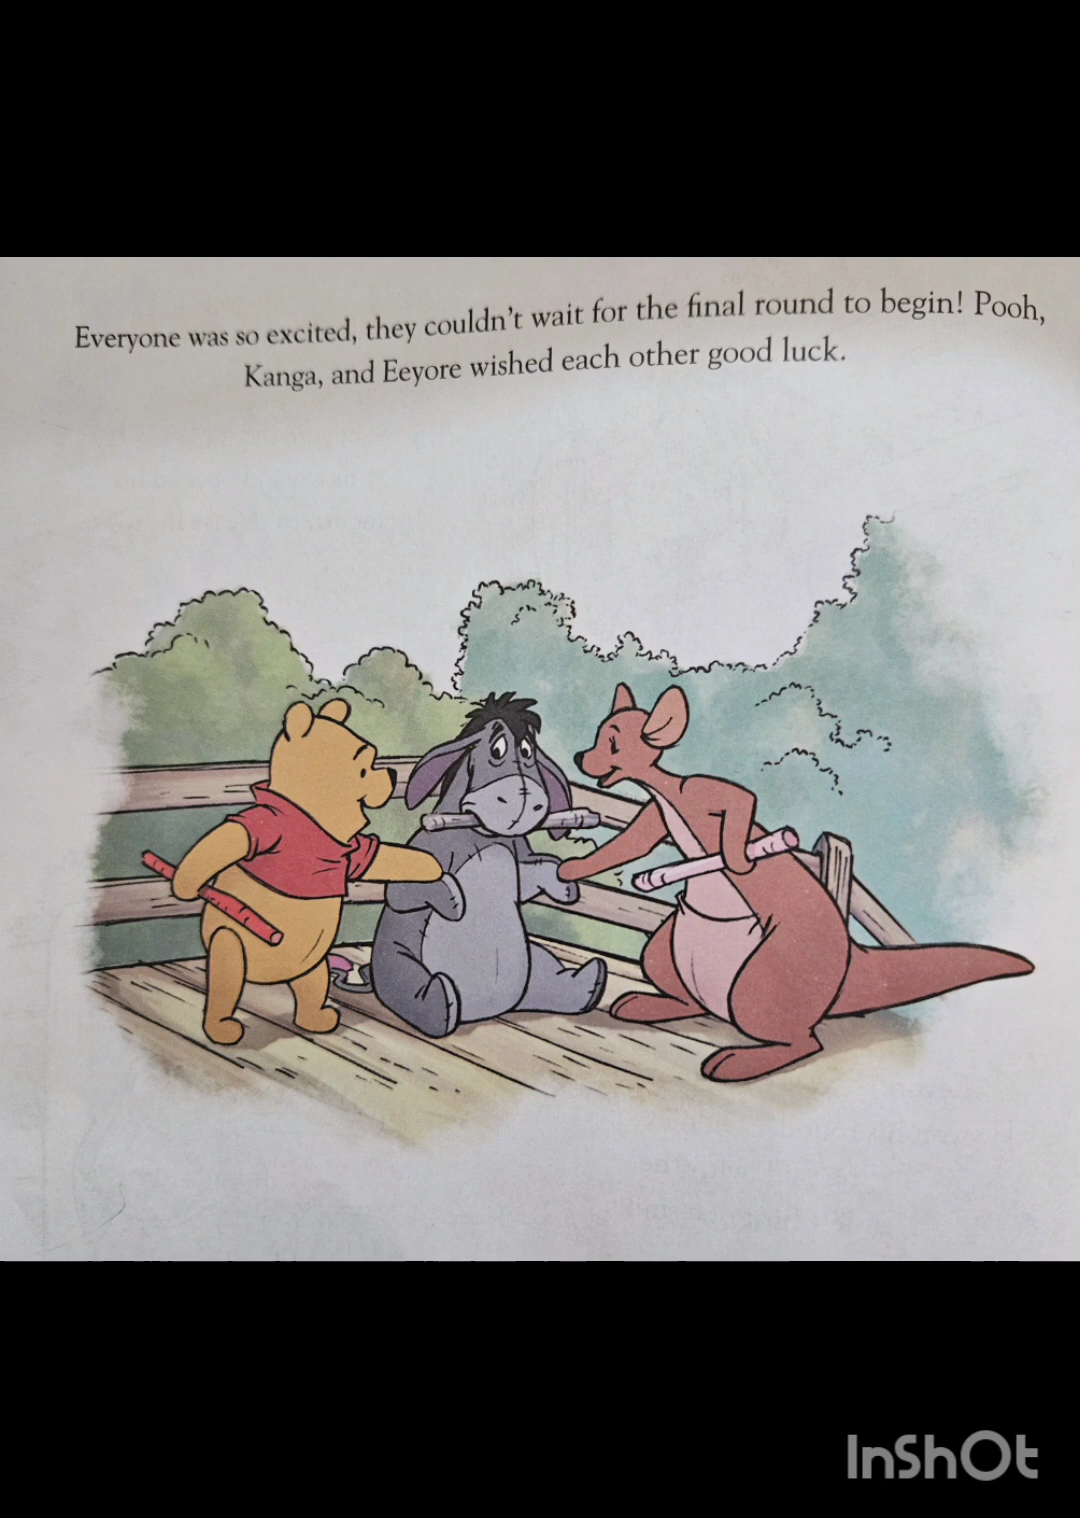 Everyone was so excited, they couldn't wait for the final round to begin! Pooh,
Kanga, and Eeyore wished each other good luck.
InShOt